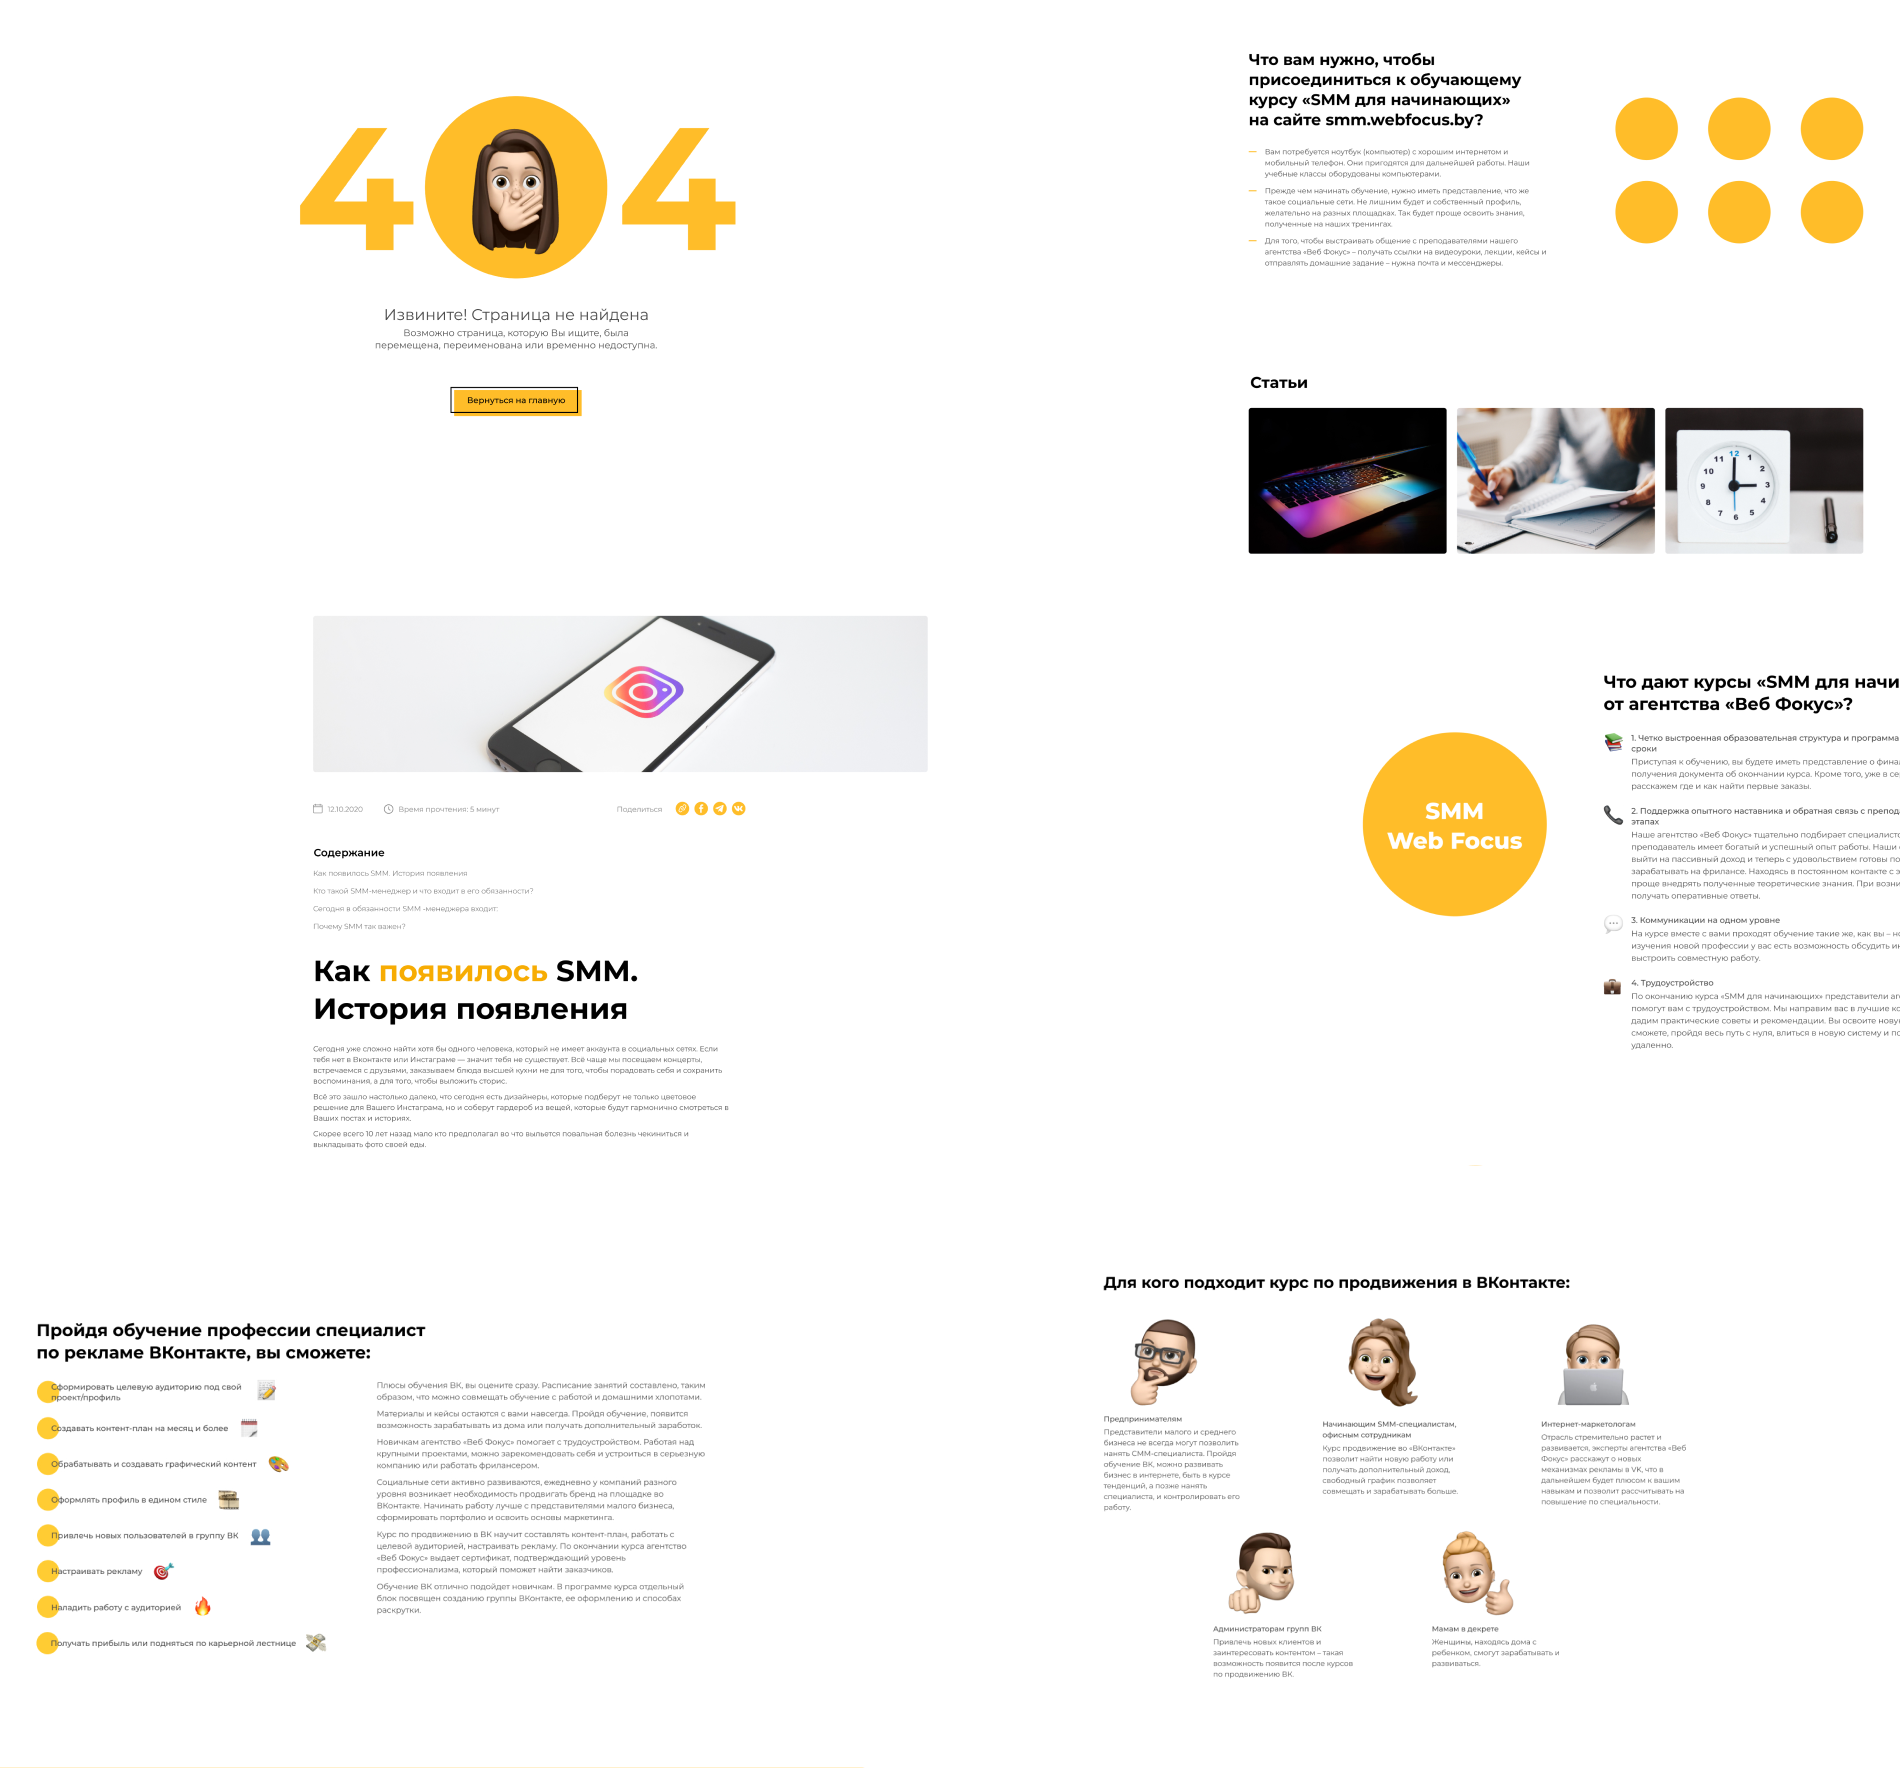 4 4
Извините! Страница не найдена
Возможно страница, которую Вы ищите, была
перемещена, переименована или временно недоступна.
Вернуться на главную
Что вам нужно, чтобы
присоединиться к обучающему
курсу «SMM для начинающих»
на сайте smm.webfocus.by?
Вам потребуется ноутбук (компьютер) с хорошим интернетом и
мобильный телефон. Они пригодятся для дальнейшей работы. Наши
учебные классы оборудованы компьютерами.
Прежде чем начинать обучение, нужно иметь представление, что же
такое социальные сети. Не лишним будет и собственный профиль,
желательно на разных площадках. Так будет проще освоить знания,
полученные на наших тренингах.
Для того, чтобы выстраивать общение с преподавателями нашего
агентства «Веб Фокус» – получать ссылки на видеоуроки, лекции, кейсы и
отправлять домашние задание – нужна почта и мессенджеры.
Статьи
12 1 2 3 4 5 6 7 8 9 10 11
12.10.2020
Время прочтения: 5 минут
Поделиться
Содержание
Как появилось SMM. История появления
Кто такой SMM-менеджер и что входит в его обязанности?
Сегодня в обязанности SMM -менеджера входит:
Почему SMM так важен?
Как появилось SMM.
История появления
Сегодня уже сложно найти хотя бы одного человека, который не имеет аккаунта в социальных сетях. Если
тебя нет в Вконтакте или Инстаграме — значит тебя не существует. Всё чаще мы посещаем концерты,
встречаемся с друзьями, заказываем блюда высшей кухни не для того, чтобы порадовать себя и сохранить
воспоминания, а для того, чтобы выложить сторис.
Всё это зашло настолько далеко, что сегодня есть дизайнеры, которые подберут не только цветовое
решение для Вашего Инстаграма, но и соберут гардероб из вещей, которые будут гармонично смотреться в
Ваших постах и историях.
Скорее всего 10 лет назад мало кто предполагал во что выльется повальная болезнь чекиниться и
выкладывать фото своей еды.
SMM
Web Focus
Что дают курсы «SMM для начи
от агентства «Веб Фокус»?
1. Четко выстроенная образовательная структура и программа
сроки
Приступая к обучению, вы будете иметь представление о фина
получения документа об окончании курса. Кроме того, уже в се
расскажем где и как найти первые заказы.
2. Поддержка опытного наставника и обратная связь с препода
этапах
Наше агентство «Веб Фокус» тщательно подбирает специалисто
преподаватель имеет богатый и успешный опыт работы. Наши
выйти на пассивный доход и теперь с удовольствием готовы по
зарабатывать на фрилансе. Находясь в постоянном контакте с э
проще внедрять полученные теоретические знания. При возни
получать оперативные ответы.
3. Коммуникации на одном уровне
На курсе вместе с вами проходят обучение такие же, как вы – но
изучения новой профессии у вас есть возможность обсудить ин
выстроить совместную работу.
4. Трудоустройство
По окончанию курса «SMM для начинающих» представители аге
помогут вам с трудоустройством. Мы направим вас в лучшие ко
дадим практические советы и рекомендации. Вы освоите нову
сможете, пройдя весь путь с нуля, влиться в новую систему и по
удаленно.
Пройдя обучение профессии специалист
по рекламе ВКонтакте, вы сможете:
Сформировать целевую аудиторию под свой
проект/профиль
Создавать контент-план на месяц и более
Обрабатывать и создавать графический контент
Оформлять профиль в едином стиле
Привлечь новых пользователей в группу ВК
Настраивать рекламу
Наладить работу с аудиторией
Получать прибыль или подняться по карьерной лестнице
Плюсы обучения ВК, вы оцените сразу. Расписание занятий составлено, таким
образом, что можно совмещать обучение с работой и домашними хлопотами.
Материалы и кейсы остаются с вами навсегда. Пройдя обучение, появится
возможность зарабатывать из дома или получать дополнительный заработок.
Новичкам агентство «Веб Фокус» помогает с трудоустройством. Работая над
крупными проектами, можно зарекомендовать себя и устроиться в серьезную
компанию или работать фрилансером.
Социальные сети активно развиваются, ежедневно у компаний разного
уровня возникает необходимость продвигать бренд на площадке во
ВКонтакте. Начинать работу лучше с представителями малого бизнеса,
сформировать портфолио и освоить основы маркетинга.
Курс по продвижению в ВК научит составлять контент-план, работать с
целевой аудиторией, настраивать рекламу. По окончании курса агентство
«Веб Фокус» выдает сертификат, подтверждающий уровень
профессионализма, который поможет найти заказчиков.
Обучение ВК отлично подойдет новичкам. В программе курса отдельный
блок посвящен созданию группы ВКонтакте, ее оформлению и способах
раскрутки.
Для кого подходит курс по продвижения в ВКонтакте:
Предпринимателям
Представители малого и среднего
бизнеса не всегда могут позволить
нанять СММ-специалиста. Пройдя
обучение ВК, можно развивать
бизнес в интернете, быть в курсе
тенденций, а позже нанять
специалиста, и контролировать его
работу.
Начинающим SMM-специалистам,
офисным сотрудникам
Курс продвижение во «ВКонтакте»
позволит найти новую работу или
получать дополнительный доход,
свободный график позволяет
совмещать и зарабатывать больше.
Интернет-маркетологам
Отрасль стремительно растет и
развивается, эксперты агентства «Веб
Фокус» расскажут о новых
механизмах рекламы в VK, что в
дальнейшем будет плюсом к вашим
навыкам и позволит рассчитывать на
повышение по специальности.
Администраторам групп ВК
Привлечь новых клиентов и
заинтересовать контентом – такая
возможность появится после курсов
по продвижению ВК.
Мамам в декрете
Женщины, находясь дома с
ребенком, смогут зарабатывать и
развиваться.